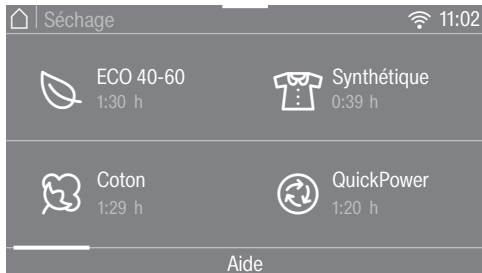 Séchage 11:02
ECO 40-60
1:30 h
Synthétique
0:39 h
Coton
1:29 h
QuickPower
1:20 h
Aide